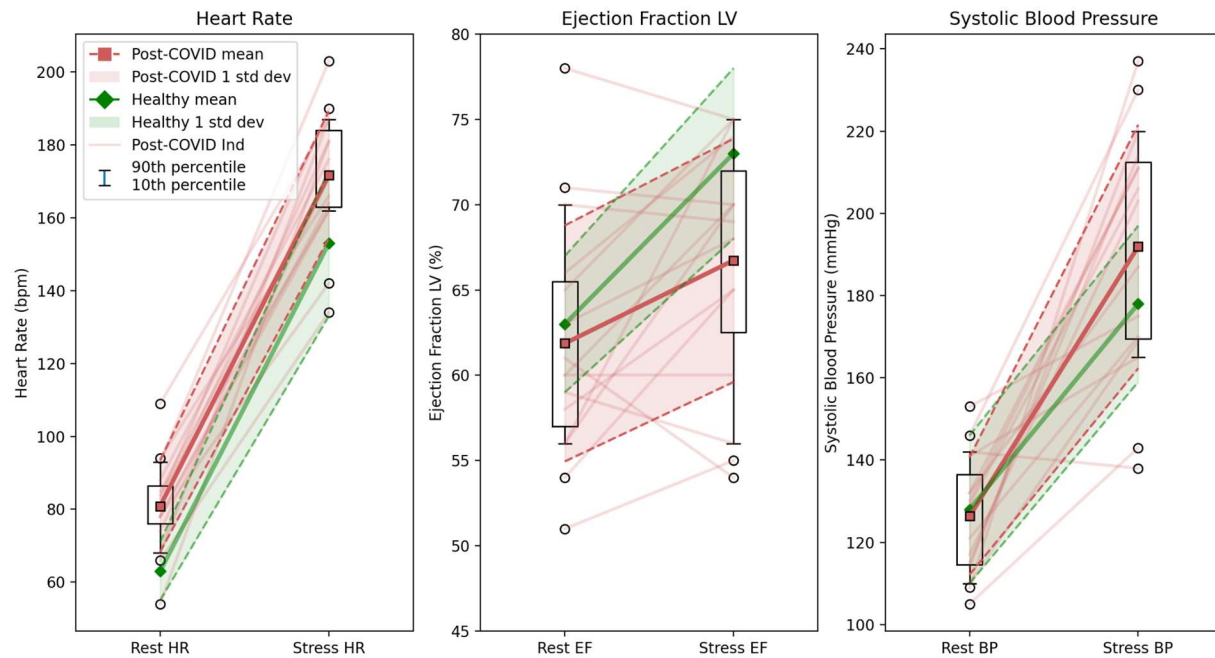 Heart Rate
Heart Rate (bpm)
200
180
160
140
120
100
80
60
Post-COVID mean
Post-COVID 1 std dev
Healthy mean
Healthy 1 std dev
Post-COVID Ind
90th percentile
10th percentile
Rest HR
Stress HR
Ejection Fraction LV
Ejection Fraction LV (%)
80
75
70
65
60
55
50
45
Rest EF
Stress EF
Systolic Blood Pressure
Systolic Blood Pressure (mmHg)
240
220
200
180
160
140
120
100
Rest BP
Stress BP